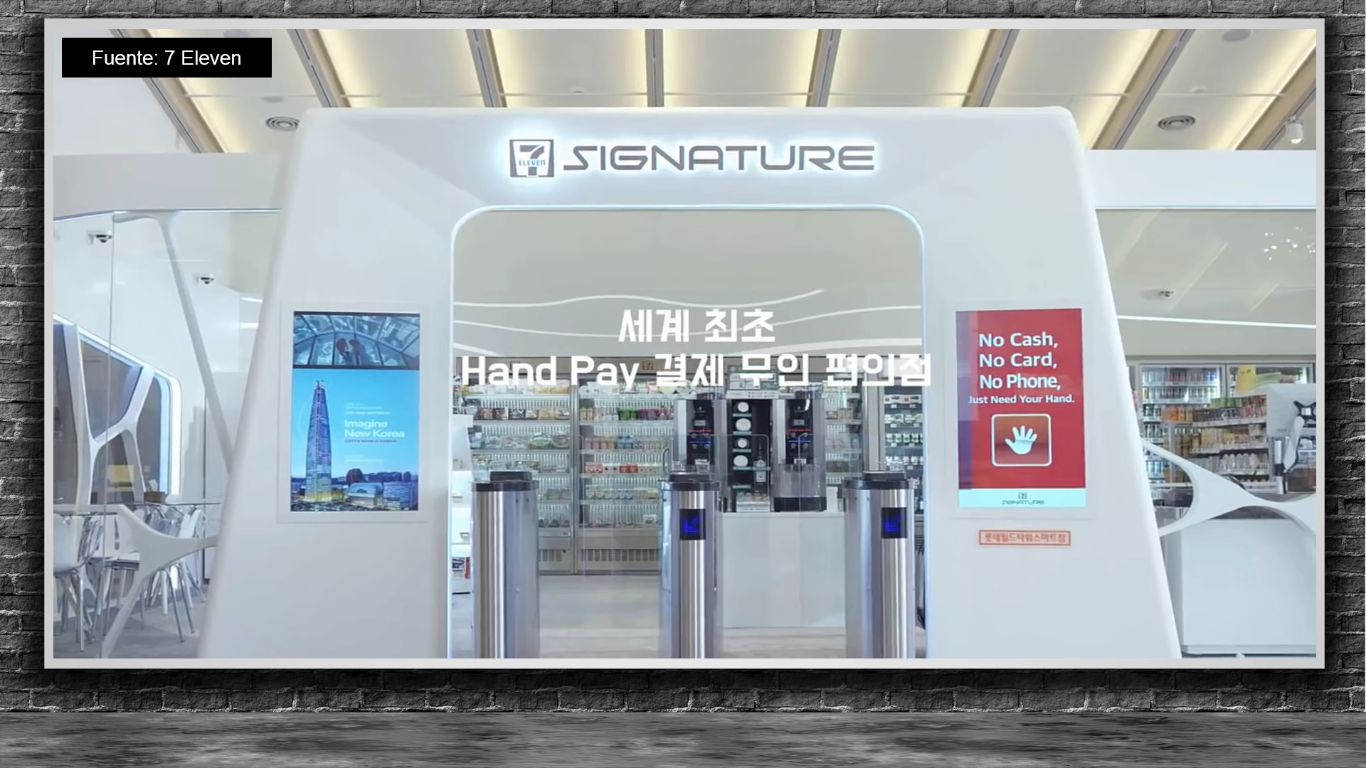 Fuente: 7 Eleven
7
ELEVEN
SIGNATURE
세계 최초
Hand Pay 결제 무인 편의점
Imagine
New Korea
No Cash,
No Card,
No Phone,
Just Need Your Hand.
SIGNATURE
롯데월드타워스마트점